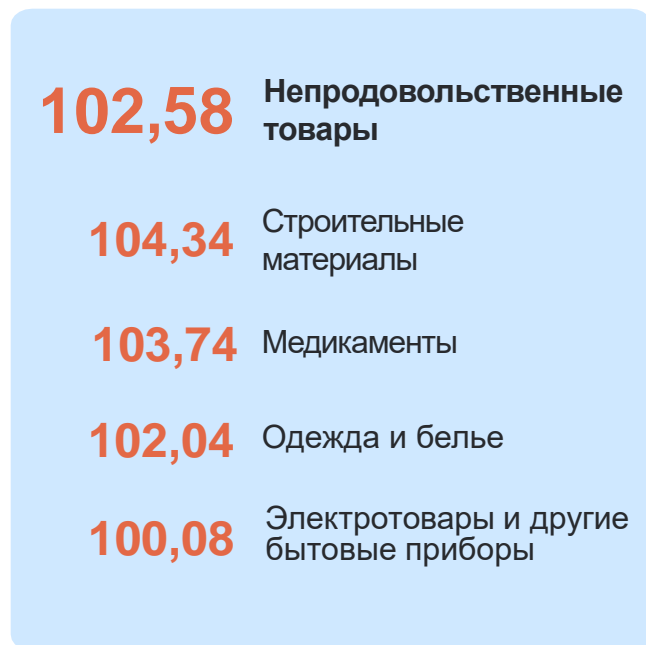 102,58 Непродовольственные
товары
104,34 Строительные
материалы
103,74 Медикаменты
102,04 Одежда и белье
100,08 Электротовары и другие
бытовые приборы